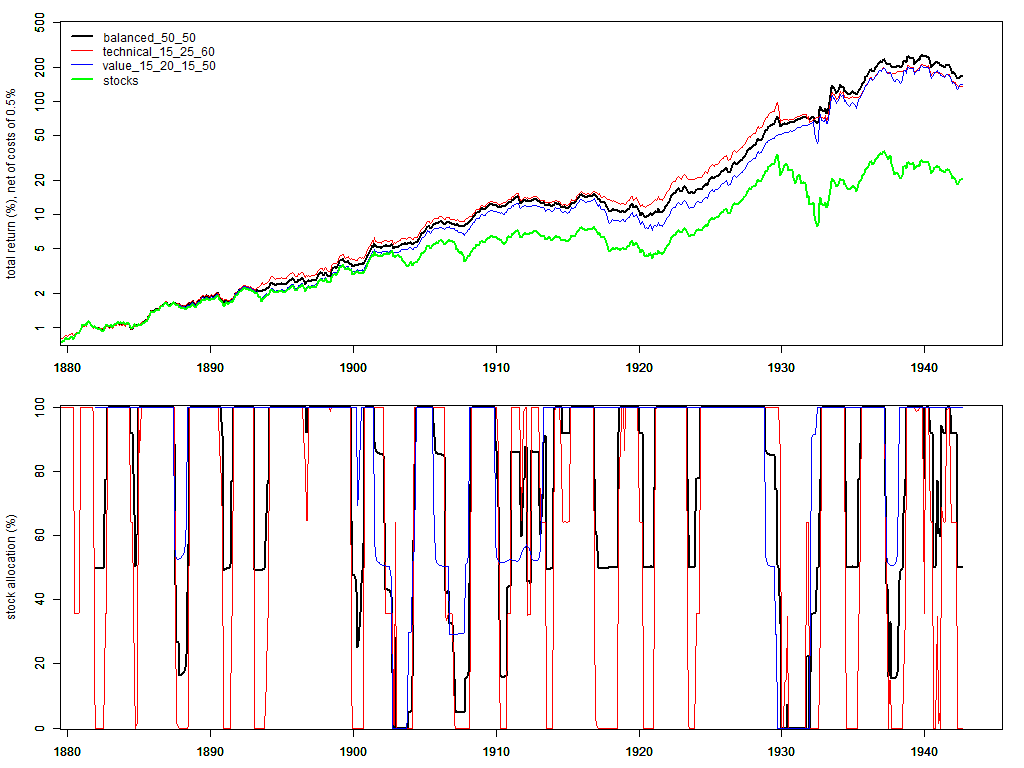 500
200
100
50
20
10
5
2
1
total return (%), net of costs of 0.5%
balanced_50_50
technical_15_25_60
value_15_20_15_50
stocks
1880 1890 1900 1910 1920 1930 1940
100
80
60
40
20
0
stock allocation (%)
1880 1890 1900 1910 1920 1930 1940